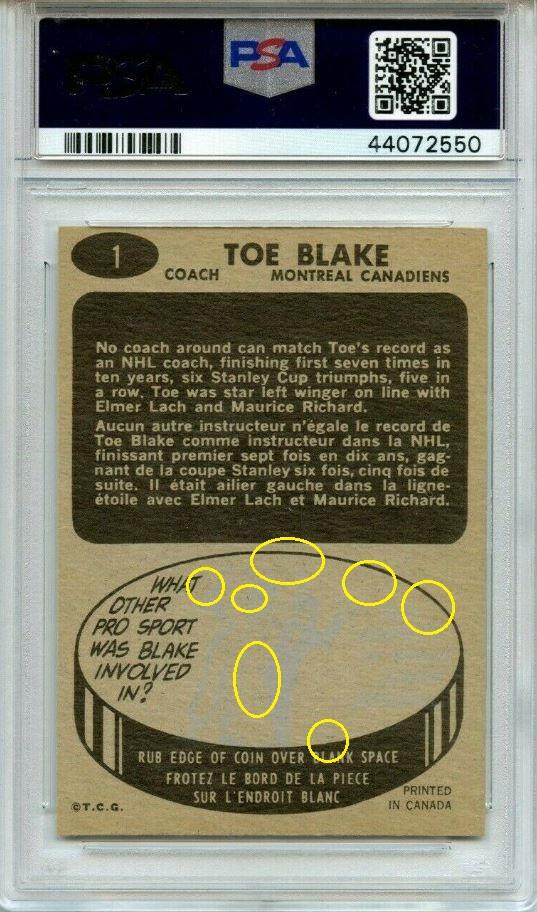 PSA
PSA
44072550
1
TOE BLAKE
COACH MONTREAL CANADIENS
No coach around can match Toe's record as
an NHL coach, finishing first seven times in
ten years, six Stanley Cup triumphs, five in
a row. Toe was star left winger on line with
Elmer Lach and Maurice Richard.
Aucun autre instructeur n'égale le record de
Toe Blake comme instructeur dans la NHL,
finissant premier sept fois en dix ans, gag-
nant de la coupe Stanley six fois, cinq fois de
suite. Il était ailier gauche dans la ligne-
étoile avec Elmer Lach et Maurice Richard.
WHAT
OTHER
PRO SPORT
WAS BLAKE
INVOLVED
IN?
RUB EDGE OF COIN OVER BLANK SPACE
FROTEZ LE BORD DE LA PIECE
SUR L'ENDROIT BLANC
©T.C.G.
PRINTED
IN CANADA